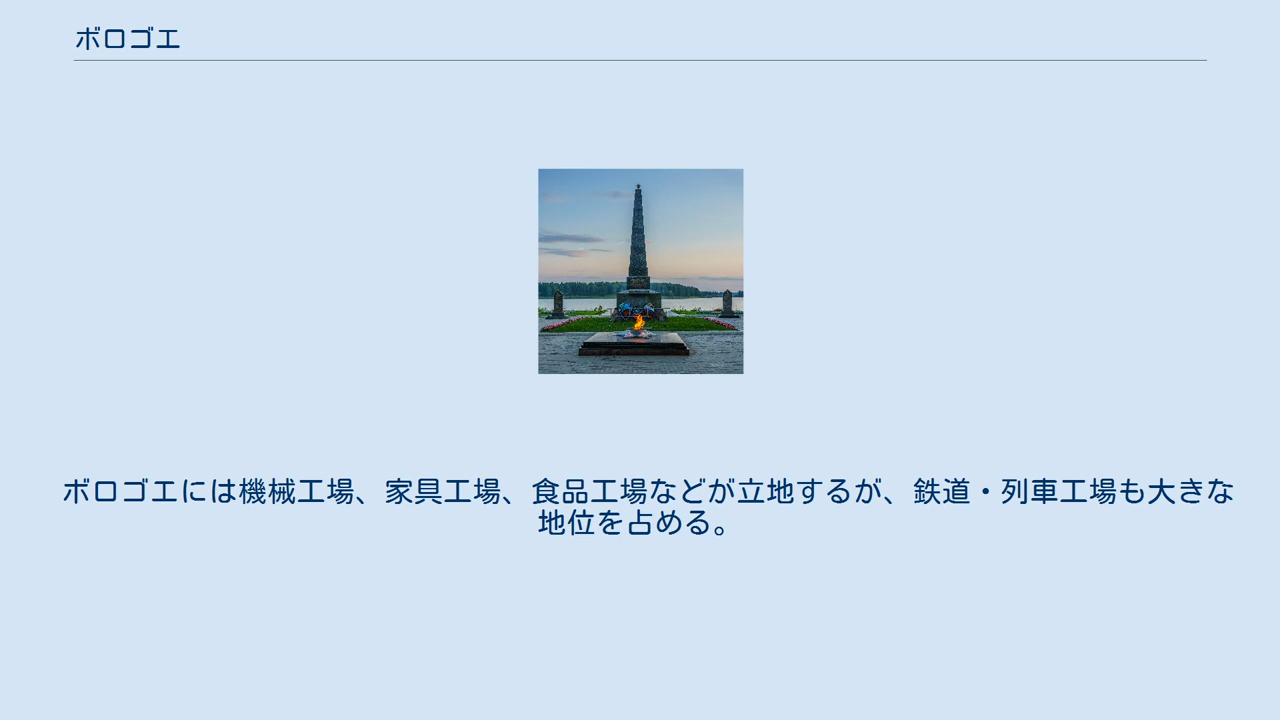 ボロゴエ
ボロゴエには機械工場、家具工場、食品工場などが立地するが、鉄道・列車工場も大きな
地位を占める。